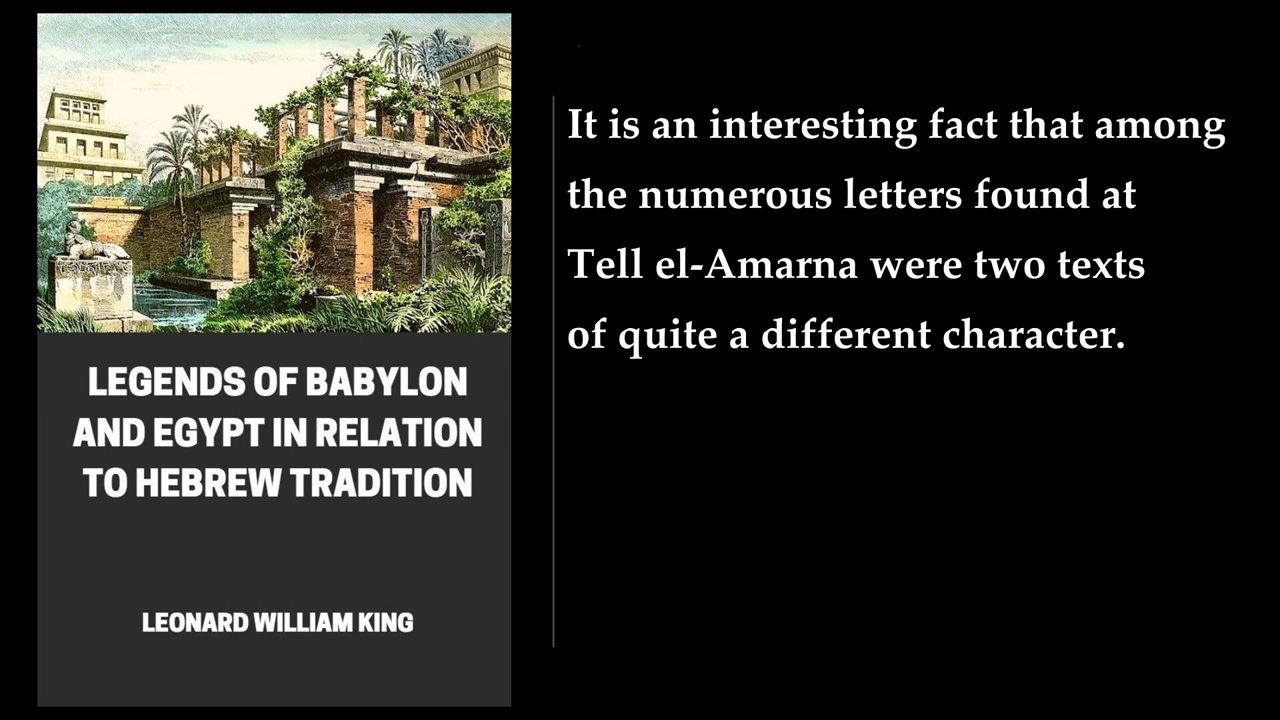 LEGENDS OF BABYLON
AND EGYPT IN RELATION
TO HEBREW TRADITION
LEONARD WILLIAM KING
It is an interesting fact that among
the numerous letters found at
Tell el-Amarna were two texts
of quite a different character.